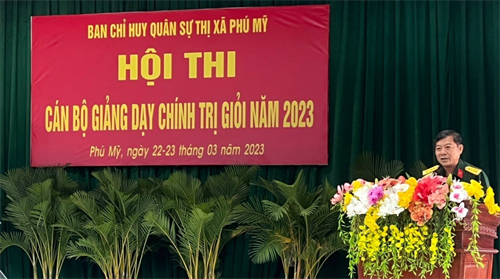 BAN CHỈ HUY QUÂN SỰ THỊ XÃ PHÚ MỸ
HỘI THI
CÁN BỘ GIẢNG DẠY CHÍNH TRỊ GIỎI NĂM 2023
Phú Mỹ, ngày 22-23 tháng 03 năm 2023